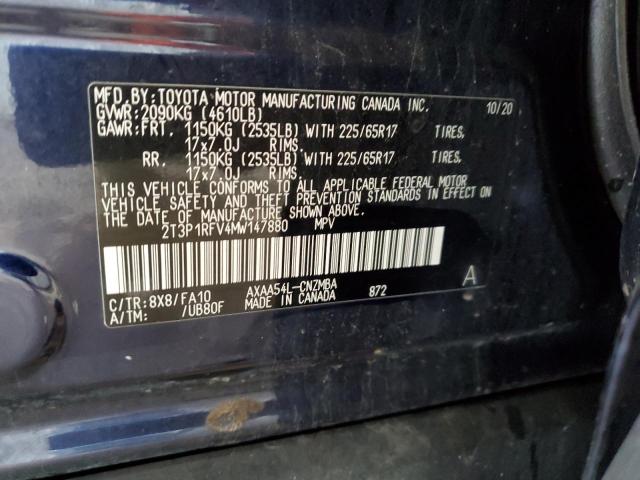 MFD. BY: TOYOTA MOTOR MANUFACTURING CANADA INC. 10/20
GVWR: 2090KG (4610LB)
GAWR: FRT. 1150KG (2535LB) WITH 225/65R17 TIRES,
17x7.0J RIMS.
RR. 1150KG (2535LB) WITH 225/65R17 TIRES,
17x7.0J RIMS.
THIS VEHICLE CONFORMS TO ALL APPLICABLE FEDERAL MOTOR
VEHICLE SAFETY AND THEFT PREVENTION STANDARDS IN EFFECT ON
THE DATE OF MANUFACTURE SHOWN ABOVE.
2T3P1RFV4MW147880 MPV
C/TR: 8X8/FA10 AXAA54L-CNZMBA 872 A
A/TM: /UB80F MADE IN CANADA